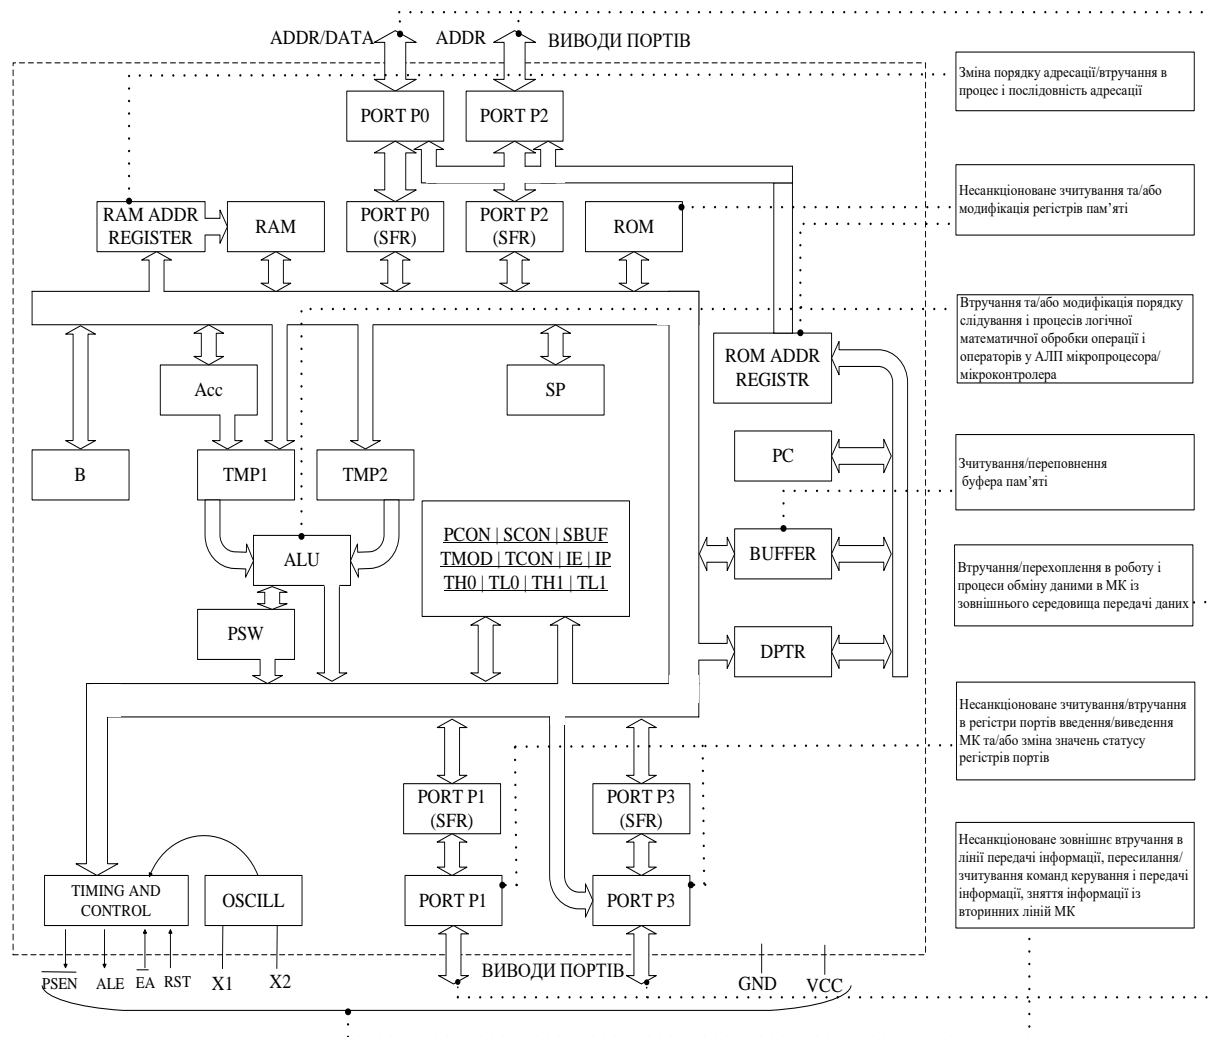 ADDR/DATA
ADDR
ВИВОДИ ПОРТІВ
PORT P0
PORT P2
RAM ADDR
REGISTER
RAM
PORT P0
(SFR)
PORT P2
(SFR)
ROM
ROM ADDR
REGISTR
Acc
SP
B
TMP1
TMP2
PC
ALU
PCON | SCON | SBUF
TMOD | TCON | IE | IP
TH0 | TL0 | TH1 | TL1
BUFFER
PSW
DPTR
PORT P1
(SFR)
PORT P3
(SFR)
TIMING AND
CONTROL
OSCILL
PORT P1
PORT P3
PSEN
ALE
EA
RST
X1
X2
ВИВОДИ ПОРТІВ
GND
VCC
Зміна порядку адресації/втручання в
процес і послідовність адресації
Несанкціоноване зчитування та/або
модифікація регістрів пам’яті
Втручання та/або модифікація порядку
слідування і процесів логічної
математичної обробки операції і
операторів у АЛП мікропроцесора/
мікроконтролера
Зчитування/переповнення
буфера пам’яті
Втручання/перехоплення в роботу і
процеси обміну даними в МК із
зовнішнього середовища передачі даних
Несанкціоноване зчитування/втручання
в регістри портів введення/виведення
МК та/або зміна значень статусу
регістрів портів
Несанкціоноване зовнішнє втручання в
лінії передачі інформації, пересилання/
зчитування команд керування і передачі
інформації, зняття інформації із
вторинних ліній МК